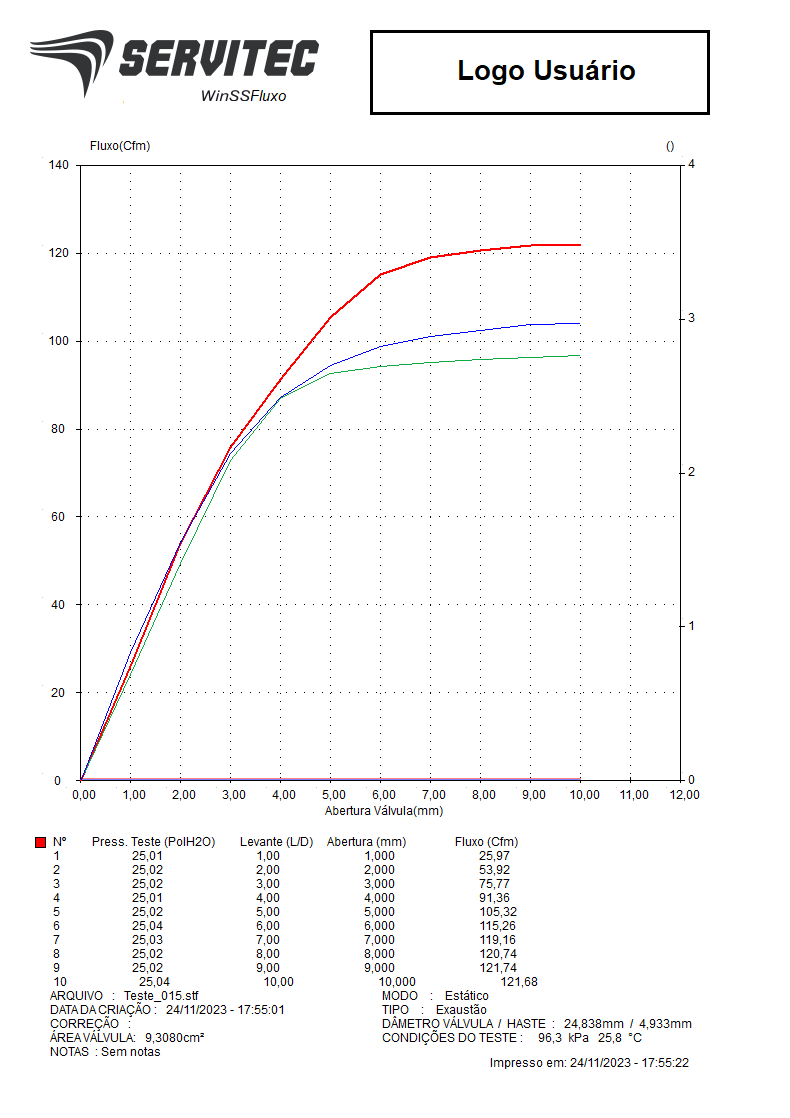 SERVITEC
WinSSFluxo
Logo Usuário
Fluxo(Cfm) ()
140 4
120
100 3
80
60 2
40 1
20
0 0
0,00 1,00 2,00 3,00 4,00 5,00 6,00 7,00 8,00 9,00 10,00 11,00 12,00
Abertura Válvula(mm)
Nº Press. Teste (PolH2O) Levante (L/D) Abertura (mm) Fluxo (Cfm)
1 25,01 1,00 1,000 25,97
2 25,02 2,00 2,000 53,92
3 25,02 3,00 3,000 75,77
4 25,01 4,00 4,000 91,36
5 25,02 5,00 5,000 105,32
6 25,04 6,00 6,000 115,26
7 25,03 7,00 7,000 119,16
8 25,02 8,00 8,000 120,74
9 25,02 9,00 9,000 121,74
10 25,04 10,00 10,000 121,68
ARQUIVO : Teste_015.stf MODO : Estático
DATA DA CRIAÇÃO : 24/11/2023 - 17:55:01 TIPO : Exaustão
CORREÇÃO : DÂMETRO VÁLVULA / HASTE : 24,838mm / 4,933mm
ÁREA VÁLVULA: 9,3080cm² CONDIÇÕES DO TESTE : 96,3 kPa 25,8 °C
NOTAS : Sem notas
Impresso em: 24/11/2023 - 17:55:22